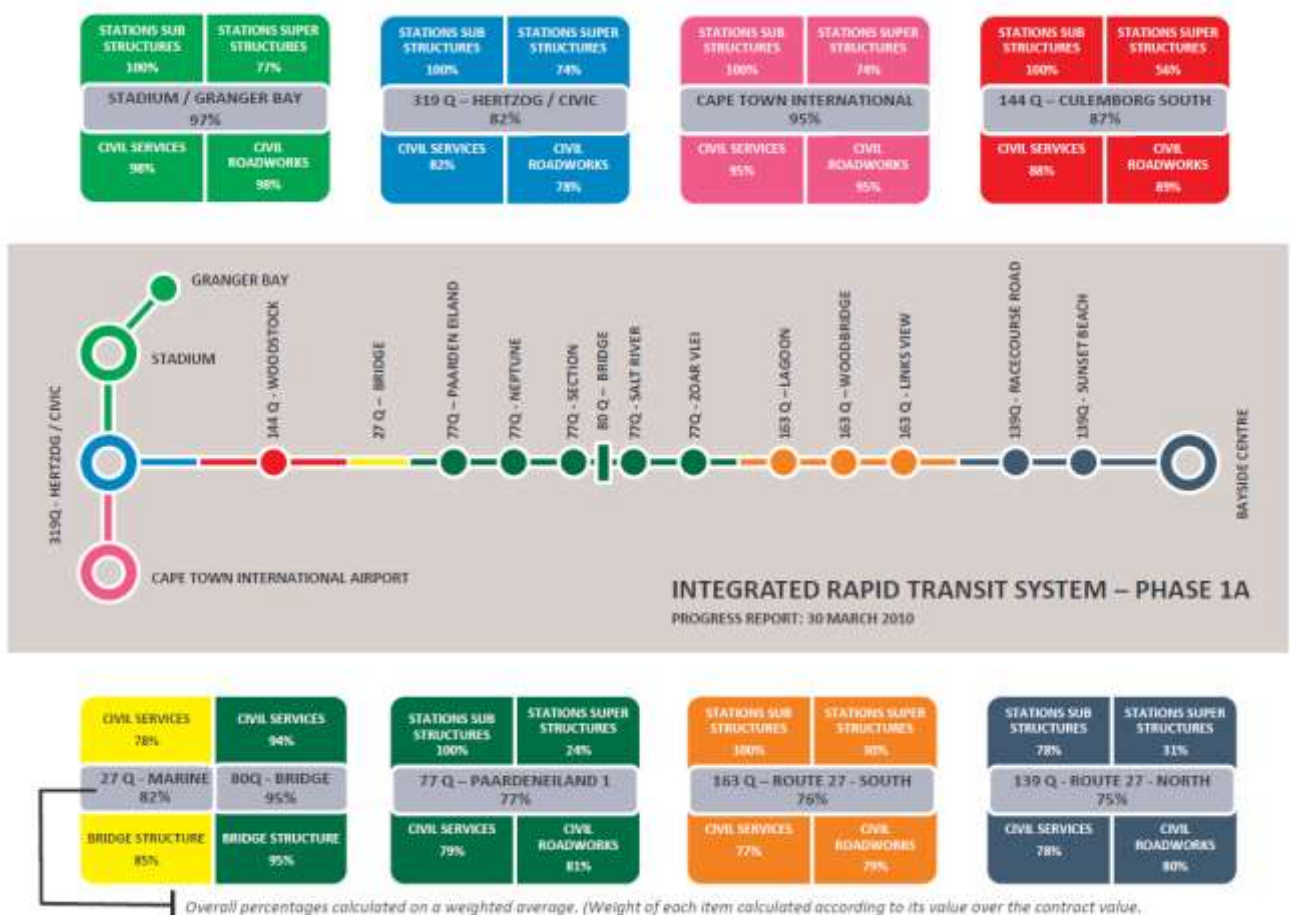 STATIONS SUB STRUCTURES
100%
STATIONS SUPER STRUCTURES
77%
STADIUM / GRANGER BAY
97%
CIVIL SERVICES
98%
CIVIL ROADWORKS
98%
STATIONS SUB STRUCTURES
100%
STATIONS SUPER STRUCTURES
74%
319 Q – HERTZOG / CIVIC
82%
CIVIL SERVICES
82%
CIVIL ROADWORKS
78%
STATIONS SUB STRUCTURES
100%
STATIONS SUPER STRUCTURES
74%
CAPE TOWN INTERNATIONAL
95%
CIVIL SERVICES
95%
CIVIL ROADWORKS
95%
STATIONS SUB STRUCTURES
100%
STATIONS SUPER STRUCTURES
56%
144 Q – CULEMBORG SOUTH
87%
CIVIL SERVICES
88%
CIVIL ROADWORKS
89%
GRANGER BAY
STADIUM
319Q - HERTZOG / CIVIC
CAPE TOWN INTERNATIONAL AIRPORT
144 Q - WOODSTOCK
27 Q – BRIDGE
77Q – PAARDEN EILAND
77Q - NEPTUNE
77Q - SECTION
80 Q – BRIDGE
77Q - SALT RIVER
77Q - ZOAR VLEI
163 Q – LAGOON
163 Q – WOODBRIDGE
163 Q - LINKS VIEW
139Q - RACECOURSE ROAD
139Q - SUNSET BEACH
BAYSIDE CENTRE
INTEGRATED RAPID TRANSIT SYSTEM – PHASE 1A
PROGRESS REPORT: 30 MARCH 2010
CIVIL SERVICES
78%
27 Q - MARINE
82%
BRIDGE STRUCTURE
85%
CIVIL SERVICES
94%
80Q - BRIDGE
95%
BRIDGE STRUCTURE
95%
STATIONS SUB STRUCTURES
100%
STATIONS SUPER STRUCTURES
24%
77 Q – PAARDENEILAND 1
77%
CIVIL SERVICES
79%
CIVIL ROADWORKS
81%
STATIONS SUB STRUCTURES
100%
STATIONS SUPER STRUCTURES
163 Q – ROUTE 27 - SOUTH
76%
CIVIL SERVICES
77%
CIVIL ROADWORKS
79%
STATIONS SUB STRUCTURES
78%
STATIONS SUPER STRUCTURES
31%
139 Q - ROUTE 27 - NORTH
75%
CIVIL SERVICES
78%
CIVIL ROADWORKS
80%
Overall percentages calculated on a weighted average. (Weight of each item calculated according to its value over the contract value.